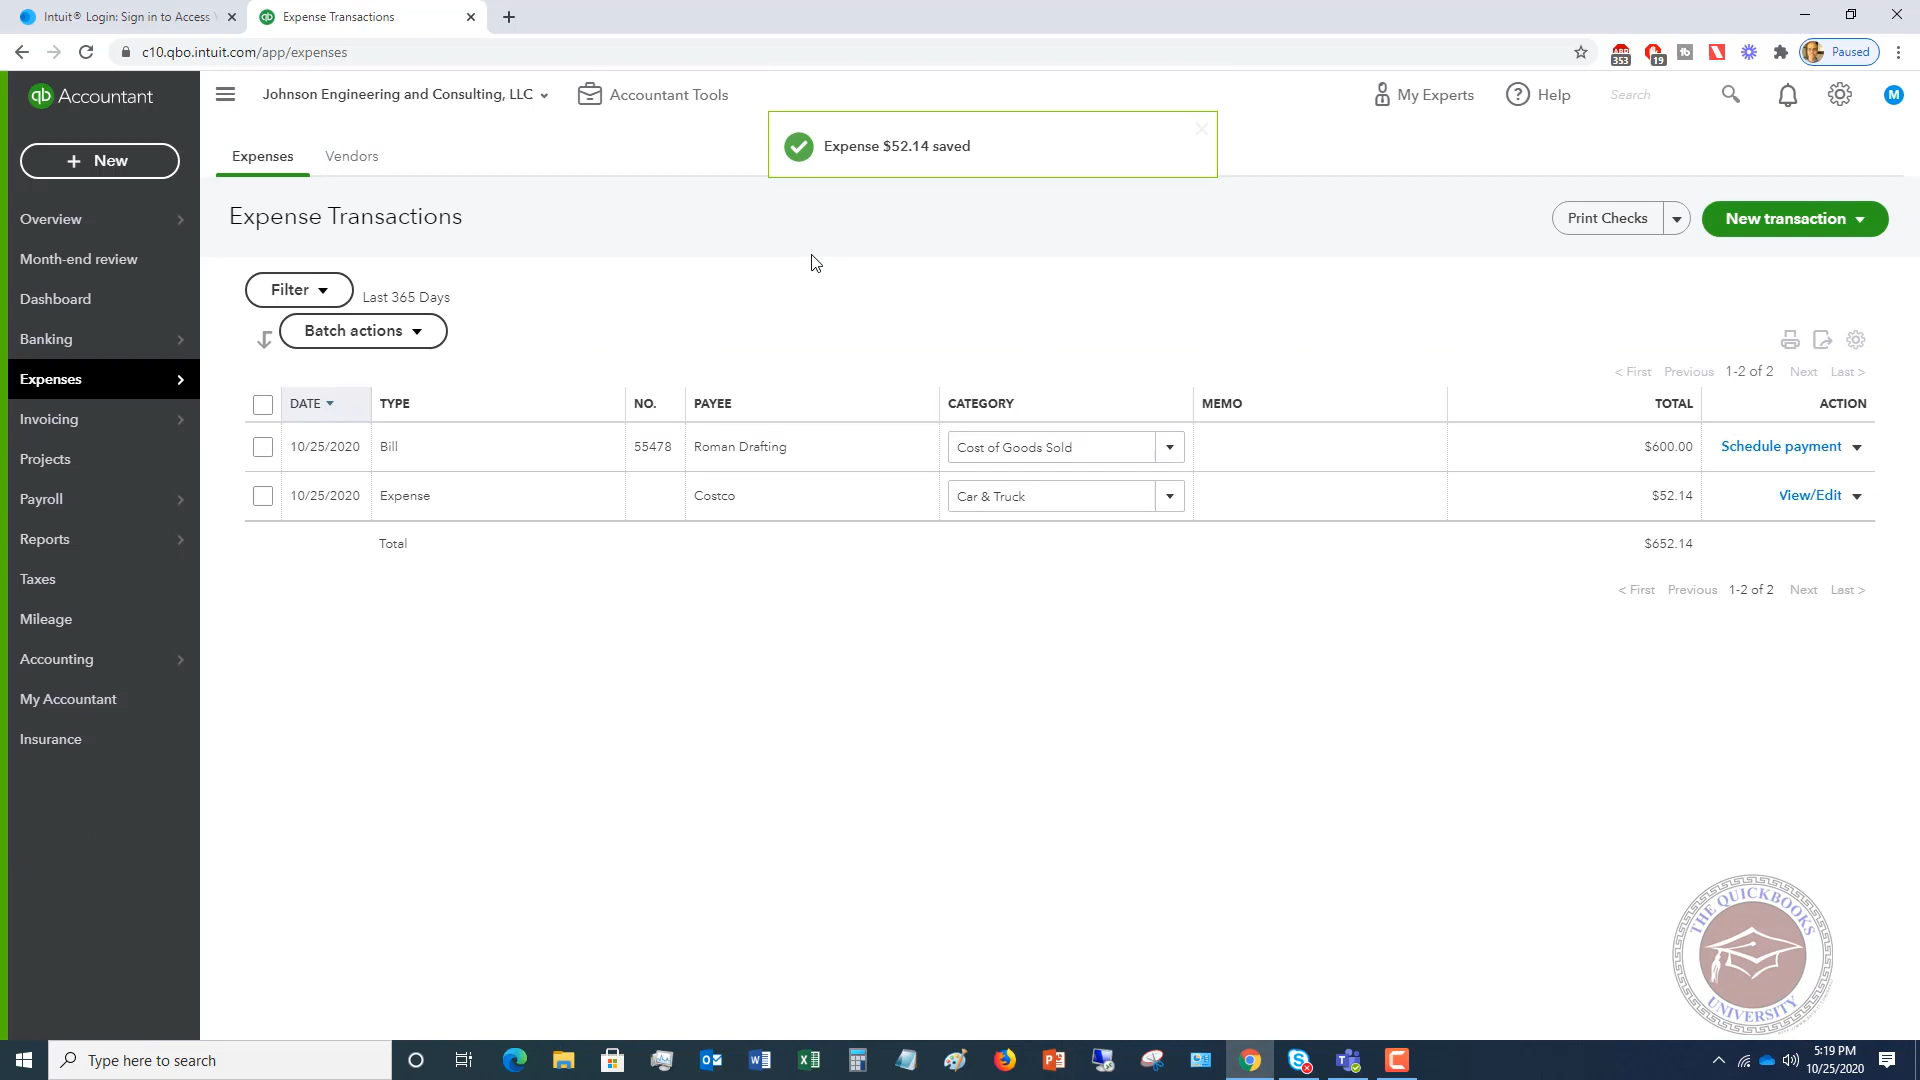 Intuit® Login: Sign in to Access
Expense Transactions
c10.qbo.intuit.com/app/expenses
353
19
Paused
qb Accountant
Johnson Engineering and Consulting, LLC
Accountant Tools
My Experts
Help
Search
M
+ New
Expenses
Vendors
Expense $52.14 saved
Expense Transactions
Print Checks
New transaction
Overview
Month-end review
Dashboard
Banking
Expenses
Invoicing
Projects
Payroll
Reports
Taxes
Mileage
Accounting
My Accountant
Insurance
Filter
Last 365 Days
Batch actions
< First Previous 1-2 of 2 Next Last >
DATE TYPE NO. PAYEE CATEGORY MEMO TOTAL ACTION
10/25/2020 Bill 55478 Roman Drafting Cost of Goods Sold $600.00 Schedule payment
10/25/2020 Expense Costco Car & Truck $52.14 View/Edit
Total $652.14
< First Previous 1-2 of 2 Next Last >
THE QUICKBOOKS
UNIVERSITY
Type here to search
5:19 PM
10/25/2020